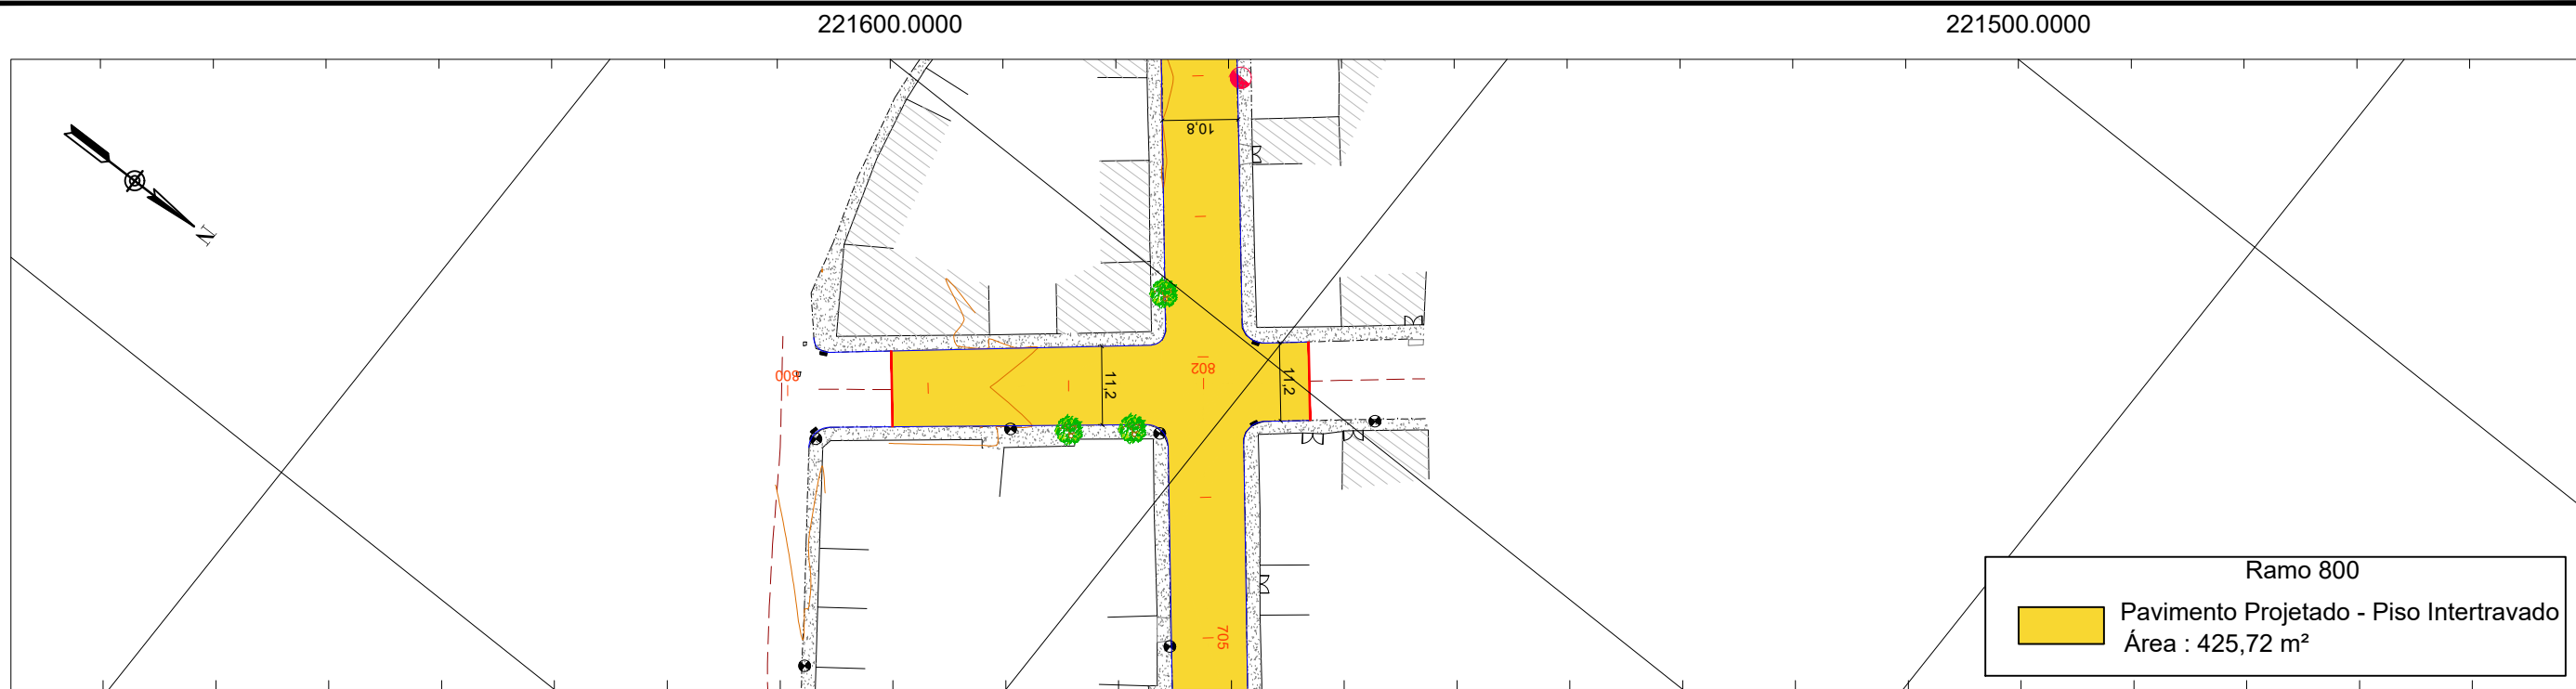 221600.0000
221500.0000
10,8
N
802
800
11,2
11,2
705
Ramo 800
Pavimento Projetado - Piso Intertravado
Área : 425,72 m²